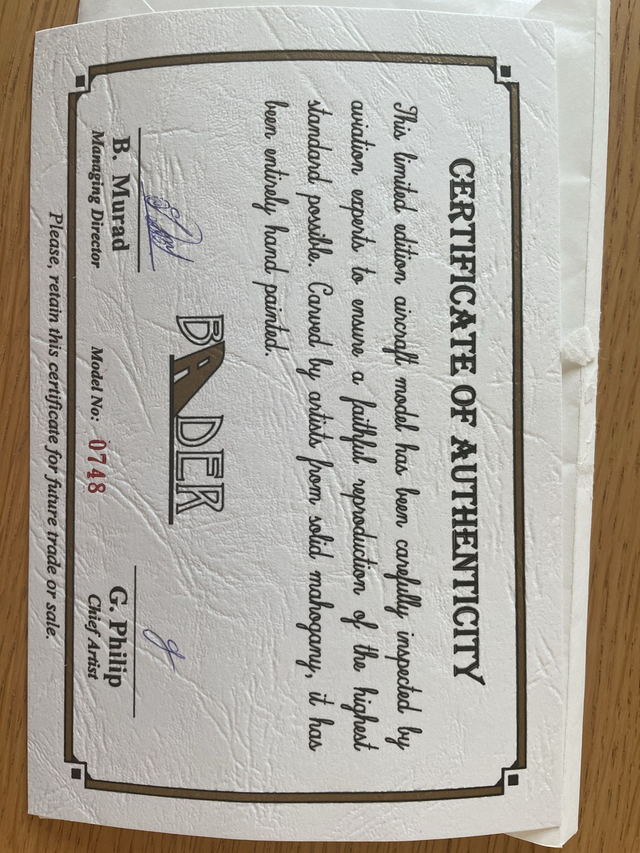 CERTIFICATE OF AUTHENTICITY
This limited edition aircraft model has been carefully inspected by
aviation experts to ensure a faithful reproduction of the highest
standard possible. Carved by artists from solid mahogany, it has
been entirely hand painted.
BADER
B. Murad
Managing Director
Model No: 0748
G. Philip
Chief Artist
Please, retain this certificate for future trade or sale.